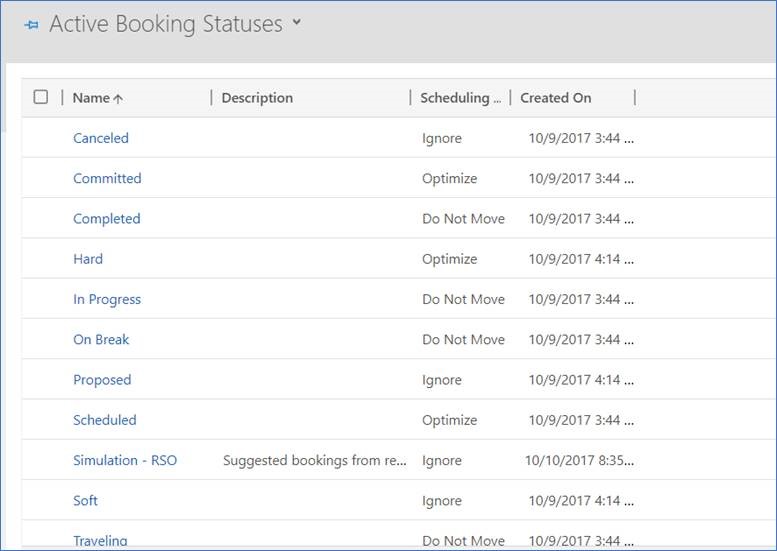 Active Booking Statuses
Name Description Scheduling ... Created On
Canceled Ignore 10/9/2017 3:44 ...
Committed Optimize 10/9/2017 3:44 ...
Completed Do Not Move 10/9/2017 3:44 ...
Hard Optimize 10/9/2017 4:14 ...
In Progress Do Not Move 10/9/2017 3:44 ...
On Break Do Not Move 10/9/2017 3:44 ...
Proposed Ignore 10/9/2017 4:14 ...
Scheduled Optimize 10/9/2017 3:44 ...
Simulation - RSO Suggested bookings from re... Ignore 10/10/2017 8:35...
Soft Ignore 10/9/2017 4:14 ...
Traveling Do Not Move 10/9/2017 3:44 ...